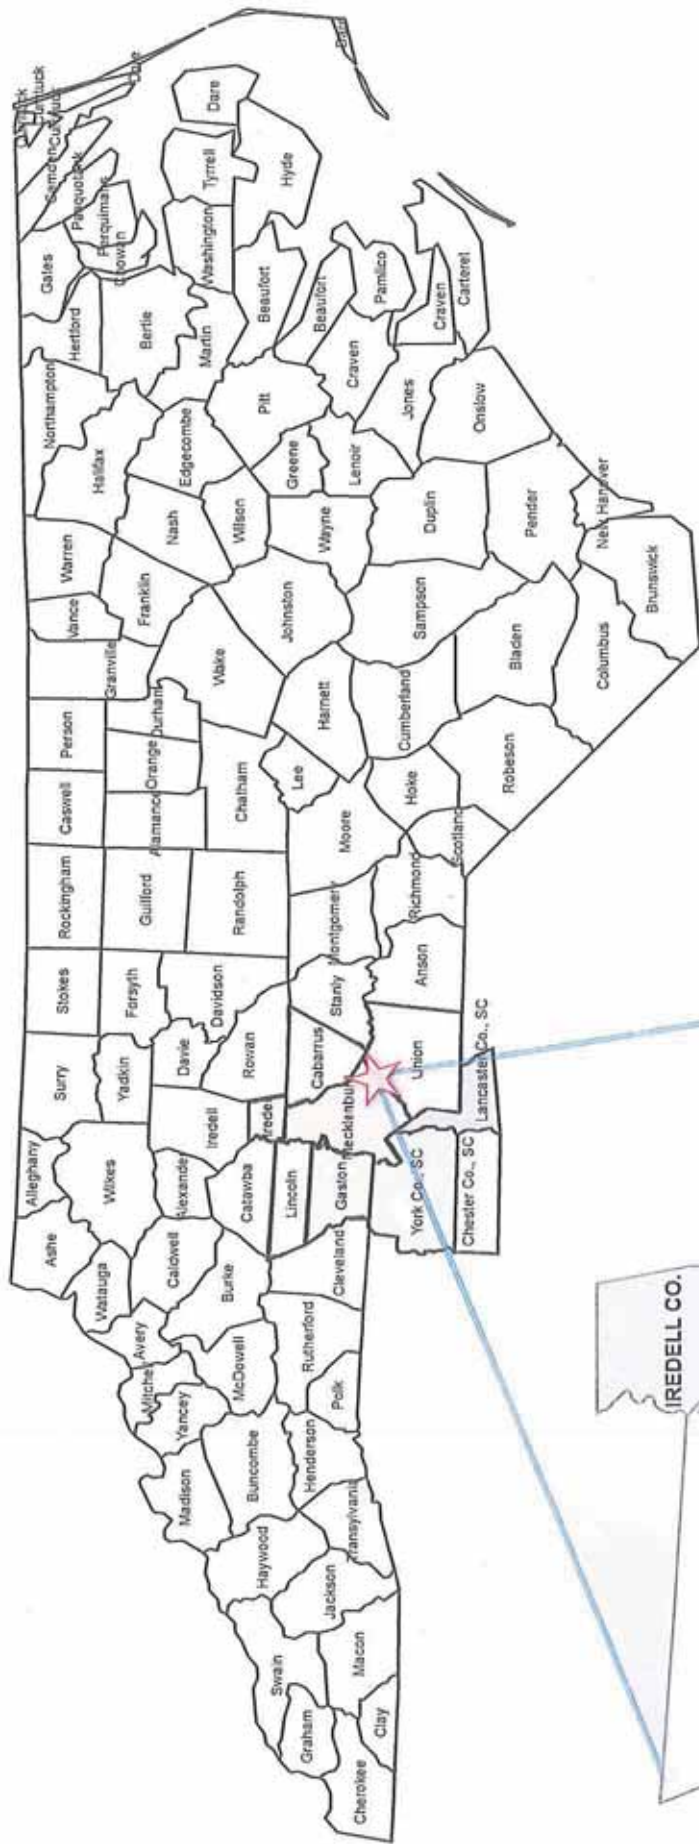 Alleghany
Ashe
Surry
Stokes
Rockingham
Caswell
Person
Granville
Vance
Warren
Northampton
Hertford
Gates
Camden
Pasquotank
Perquimans
Chowan
Dare
Watauga
Wilkes
Yadkin
Forsyth
Guilford
Alamance
Orange
Durham
Franklin
Halifax
Bertie
Mitchell
Avery
Caldwell
Alexander
Iredell
Davie
Davidson
Randolph
Chatham
Wake
Nash
Edgecombe
Martin
Washington
Tyrrell
Dare
Madison
Yancey
McDowell
Burke
Catawba
Rowan
Iredell
Lincoln
Cabarrus
Stanly
Montgomery
Moore
Lee
Harnett
Johnston
Wilson
Pitt
Greene
Beaufort
Hyde
Swain
Haywood
Buncombe
Henderson
Rutherford
Polk
Cleveland
Gaston
Mecklenburg
Wayne
Lenoir
Craven
Beaufort
Pamlico
Graham
Cherokee
Clay
Macon
Jackson
Transylvania
York Co., SC
Chester Co., SC
Lancaster Co., SC
Union
Anson
Richmond
Scotland
Hoke
Cumberland
Sampson
Duplin
Jones
Craven
Carteret
Onslow
Robeson
Bladen
Pender
New Hanover
Columbus
Brunswick
IREDELL CO.